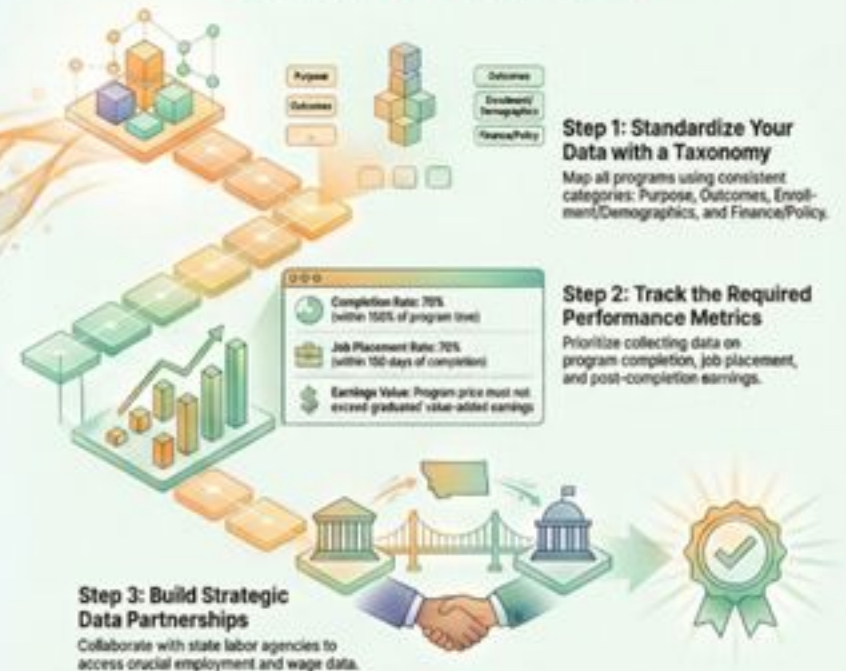 Purpose
Outcomes
Outcomes
Enrollment/
Demographics
Finance/Policy
Step 1: Standardize Your
Data with a Taxonomy
Map all programs using consistent
categories: Purpose, Outcomes, Enroll-
ment/Demographics, and Finance/Policy.
Completion Rate: 70%
(within 150% of program time)
Job Placement Rate: 70%
(within 180 days of completion)
Earnings Value: Program price must not
exceed graduates' value-added earnings
Step 2: Track the Required
Performance Metrics
Prioritize collecting data on
program completion, job placement,
and post-completion earnings.
Step 3: Build Strategic
Data Partnerships
Collaborate with state labor agencies to
access crucial employment and wage data.